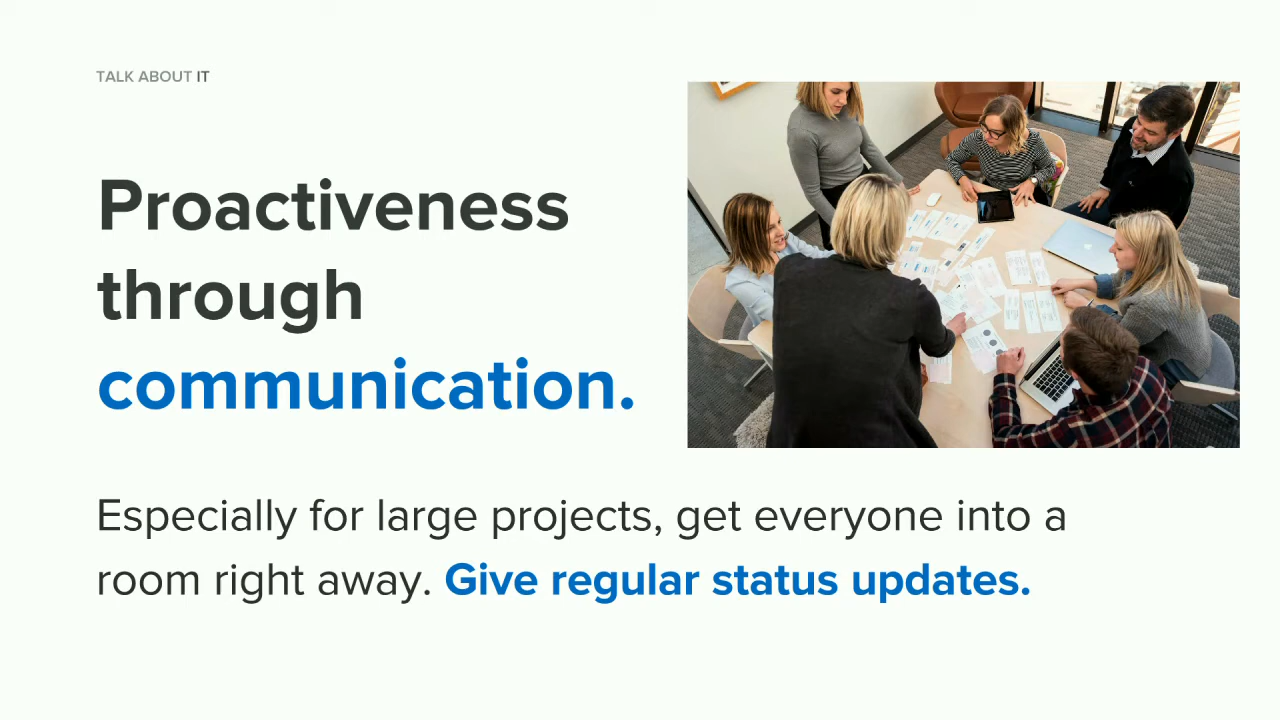 TALK ABOUT IT
Proactiveness
through
communication.
Especially for large projects, get everyone into a
room right away. Give regular status updates.